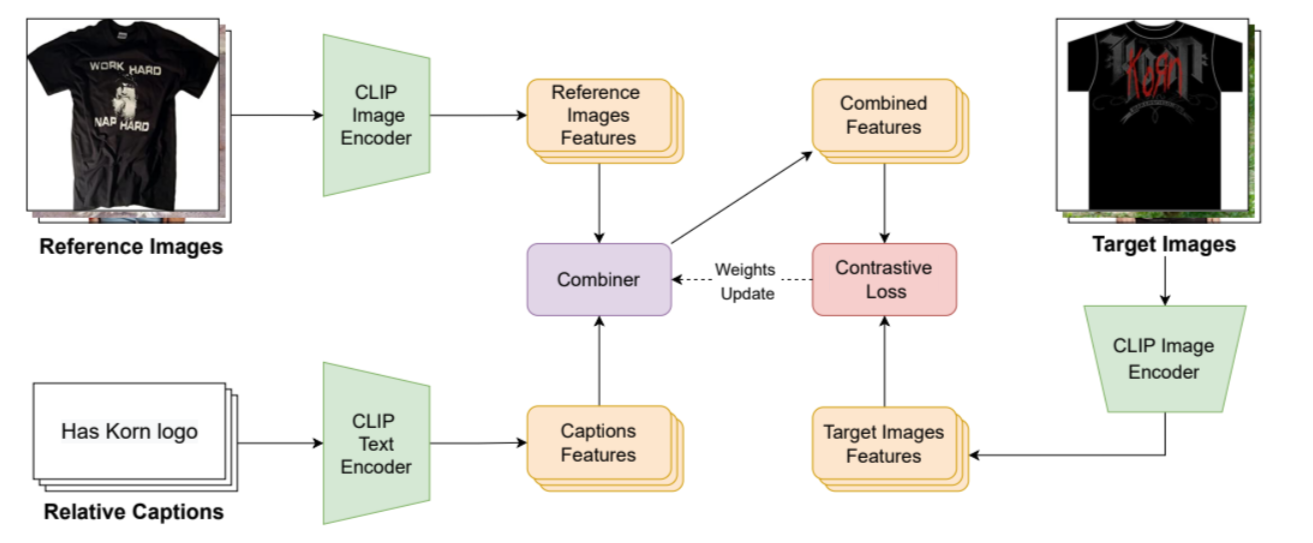 WORK HARD
NAP HARD
Reference Images
CLIP
Image
Encoder
Reference
Images
Features
Combined
Features
Korn
Korn
Target Images
Combiner
Weights
Update
Contrastive
Loss
CLIP Image
Encoder
Has Korn logo
Relative Captions
CLIP
Text
Encoder
Captions
Features
Target Images
Features